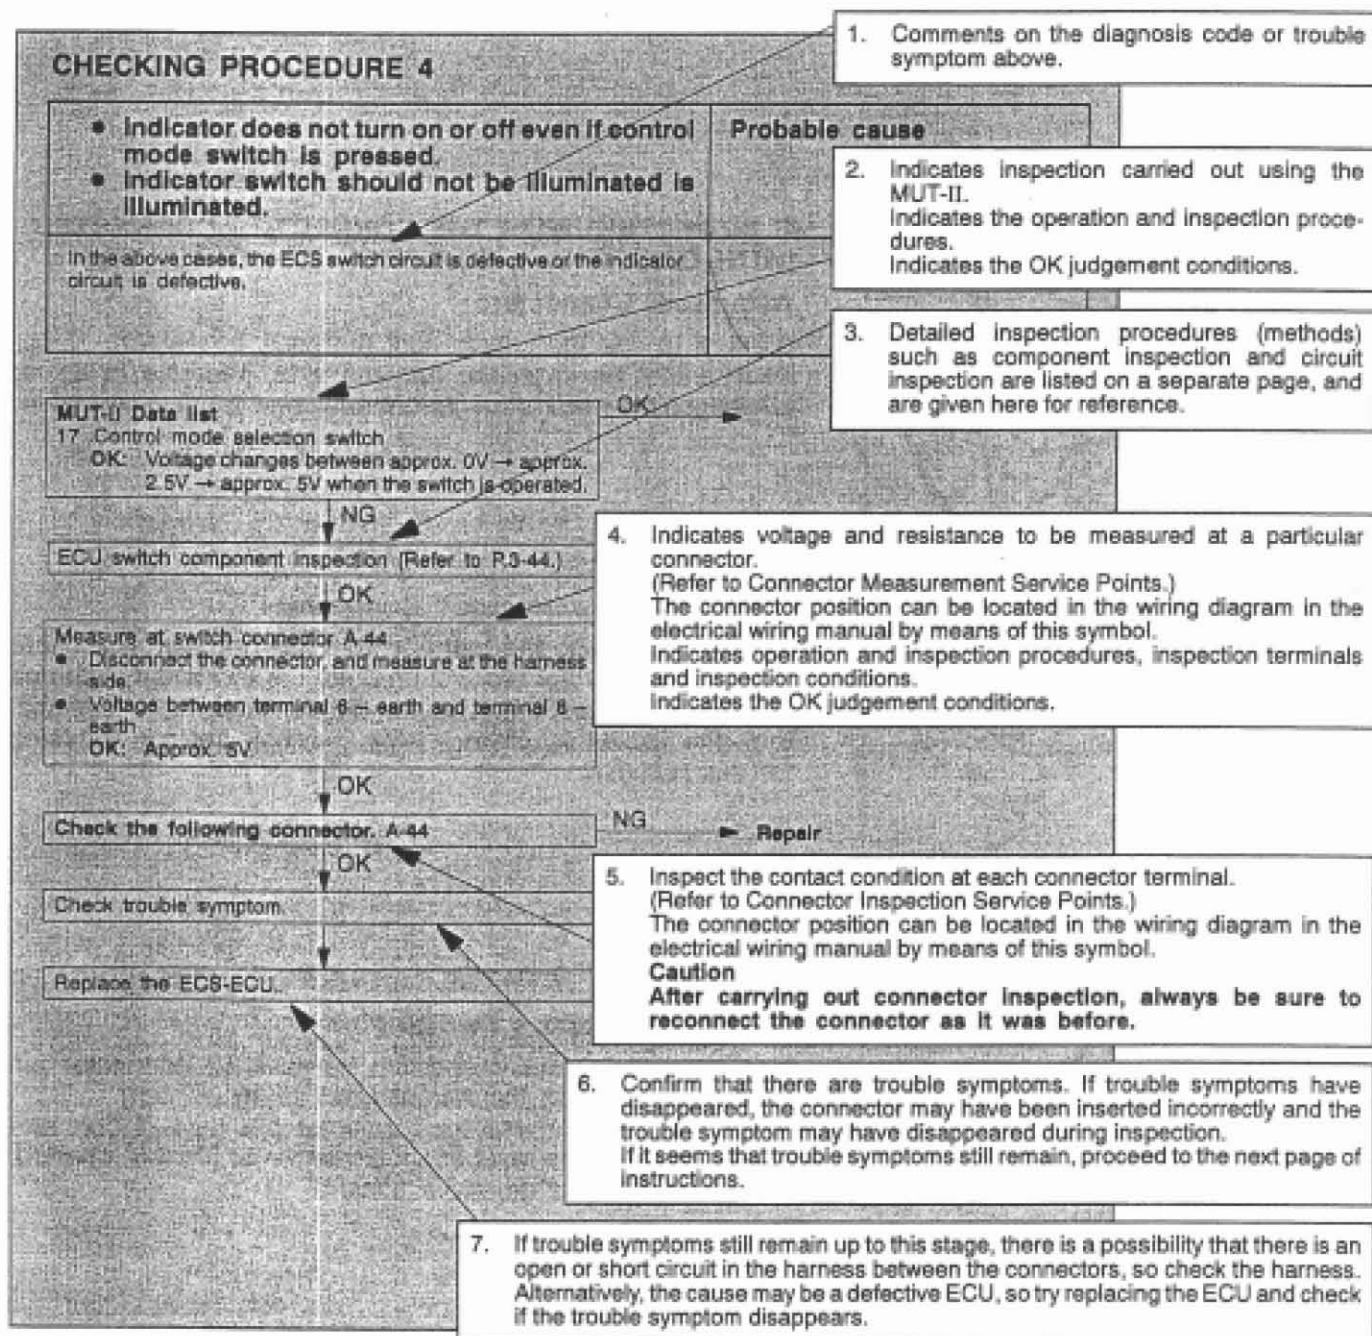 CHECKING PROCEDURE 4
● Indicator does not turn on or off even if control
mode switch is pressed.
● Indicator switch should not be illuminated is
illuminated.
Probable cause
In the above cases, the ECS switch circuit is defective or the indicator
circuit is defective.
MUT-II Data list
17 Control mode selection switch
OK: Voltage changes between approx. 0V → approx.
2.5V → approx. 5V when the switch is operated.
OK
NG
ECU switch component inspection (Refer to P.3-44.)
OK
Measure at switch connector A-44
● Disconnect the connector, and measure at the harness
side.
● Voltage between terminal 6 – earth and terminal 8 –
earth
OK: Approx. 5V
OK
Check the following connector. A-44
NG
Repair
OK
Check trouble symptom.
Replace the ECS-ECU.
1. Comments on the diagnosis code or trouble
symptom above.
2. Indicates inspection carried out using the
MUT-II.
Indicates the operation and inspection proce-
dures.
Indicates the OK judgement conditions.
3. Detailed inspection procedures (methods)
such as component inspection and circuit
inspection are listed on a separate page, and
are given here for reference.
4. Indicates voltage and resistance to be measured at a particular
connector.
(Refer to Connector Measurement Service Points.)
The connector position can be located in the wiring diagram in the
electrical wiring manual by means of this symbol.
Indicates operation and inspection procedures, inspection terminals
and inspection conditions.
Indicates the OK judgement conditions.
5. Inspect the contact condition at each connector terminal.
(Refer to Connector Inspection Service Points.)
The connector position can be located in the wiring diagram in the
electrical wiring manual by means of this symbol.
Caution
After carrying out connector inspection, always be sure to
reconnect the connector as it was before.
6. Confirm that there are trouble symptoms. If trouble symptoms have
disappeared, the connector may have been inserted incorrectly and the
trouble symptom may have disappeared during inspection.
If it seems that trouble symptoms still remain, proceed to the next page of
instructions.
7. If trouble symptoms still remain up to this stage, there is a possibility that there is an
open or short circuit in the harness between the connectors, so check the harness.
Alternatively, the cause may be a defective ECU, so try replacing the ECU and check
if the trouble symptom disappears.